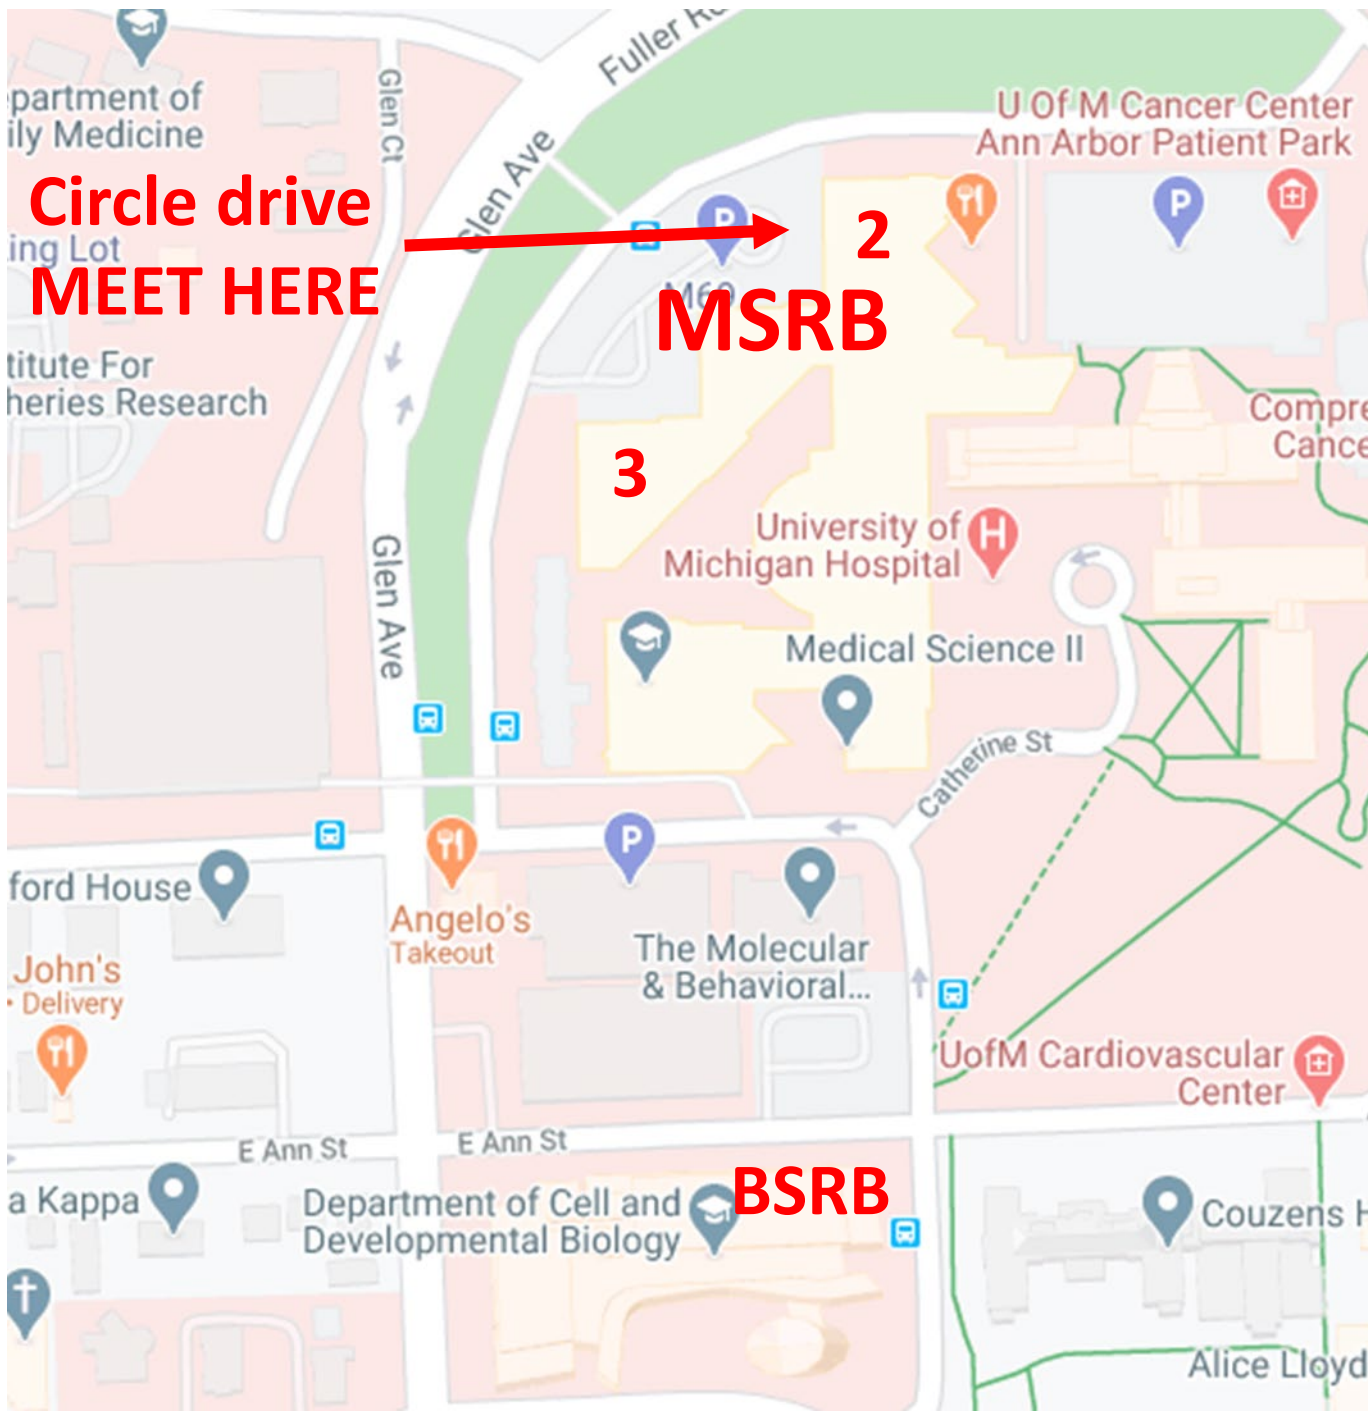 Fuller
U Of M Cancer Center
Ann Arbor Patient Park
partment of
ily Medicine
Glen Ct
Glen Ave
Circle drive
MEET HERE
ing Lot
P
P
2
M69
MSRB
titute For
heries Research
Compre
Cance
3
University of
Michigan Hospital
H
Glen Ave
Medical Science II
Catherine St
P
ford House
Angelo's
Takeout
The Molecular
& Behavioral...
John's
Delivery
UofM Cardiovascular
Center
E Ann St
E Ann St
a Kappa
Department of Cell and
Developmental Biology
BSRB
Couzens H
Alice Lloyd